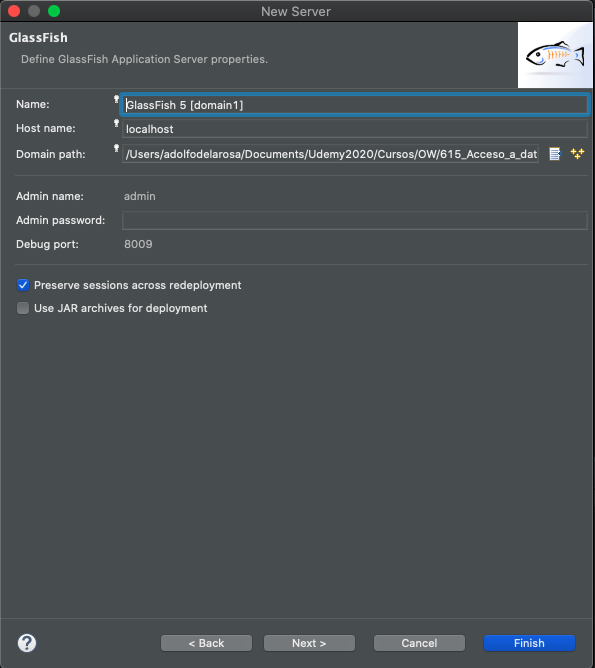 New Server
GlassFish
Define GlassFish Application Server properties.
Name: GlassFish 5 [domain1]
Host name: localhost
Domain path: /Users/adolfodelarosa/Documents/Udemy2020/Cursos/OW/615_Acceso_a_dat
Admin name: admin
Admin password:
Debug port: 8009
Preserve sessions across redeployment
Use JAR archives for deployment
? < Back Next > Cancel Finish